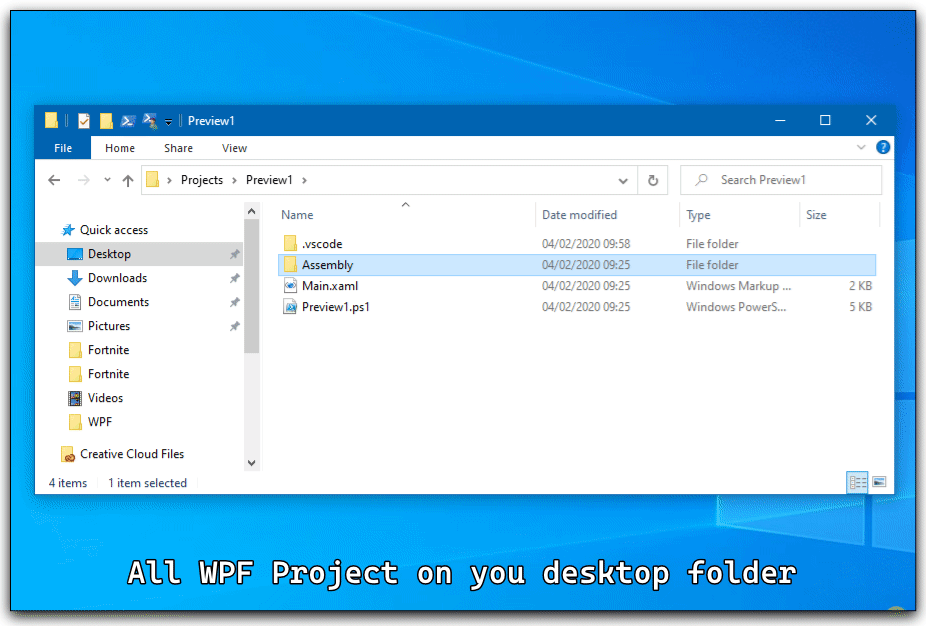 Preview1
File Home Share View
Projects Preview1
Search Preview1
Name Date modified Type Size
Quick access
Desktop
Downloads
Documents
Pictures
Fortnite
Fortnite
Videos
WPF
Creative Cloud Files
.vscode 04/02/2020 09:58 File folder
Assembly 04/02/2020 09:25 File folder
Main.xaml 04/02/2020 09:25 Windows Markup ... 2 KB
Preview1.ps1 04/02/2020 09:25 Windows PowerS... 5 KB
4 items 1 item selected
All WPF Project on you desktop folder